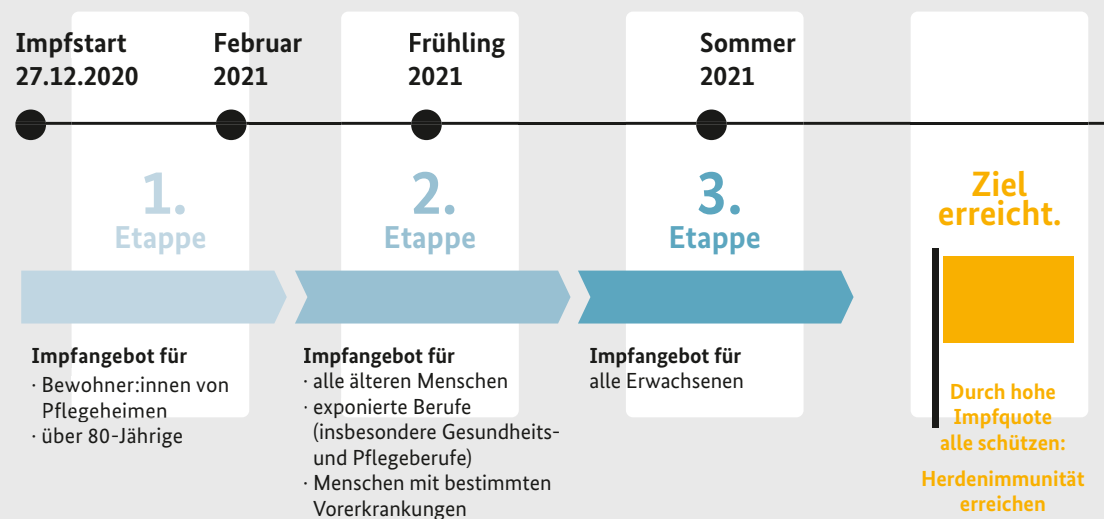 Impfstart
27.12.2020
Februar
2021
Frühling
2021
Sommer
2021
1.
Etappe
2.
Etappe
3.
Etappe
Ziel
erreicht.
Impfangebot für
· Bewohner:innen von
Pflegeheimen
· über 80-Jährige
Impfangebot für
· alle älteren Menschen
· exponierte Berufe
(insbesondere Gesundheits-
und Pflegeberufe)
· Menschen mit bestimmten
Vorerkrankungen
Impfangebot für
alle Erwachsenen
Durch hohe
Impfquote
alle schützen:
Herdenimmunität
erreichen